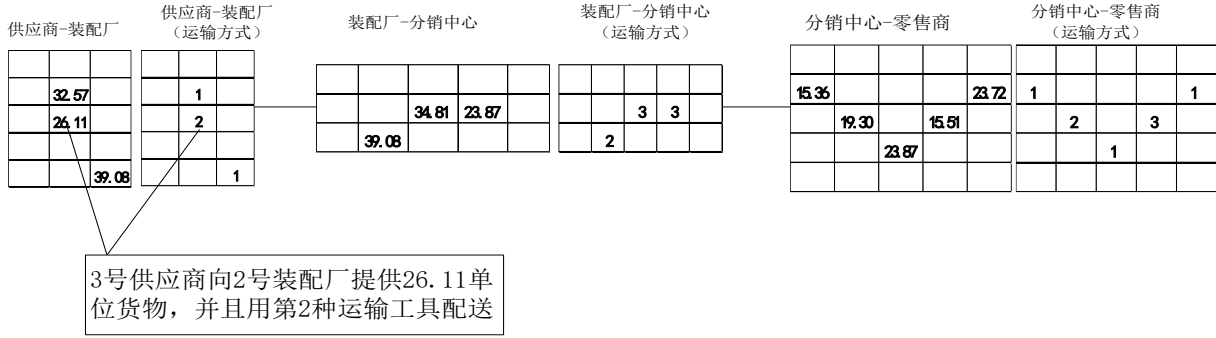 供应商-装配厂
供应商-装配厂
（运输方式）
装配厂-分销中心
装配厂-分销中心
（运输方式）
分销中心-零售商
分销中心-零售商
（运输方式）
32.57 1
26.11 2
39.08 1
34.81 23.87 3 3
39.08 2
15.36 23.72 1 1
19.30 15.51 2 3
23.87 1
3号供应商向2号装配厂提供26.11单
位货物，并且用第2种运输工具配送